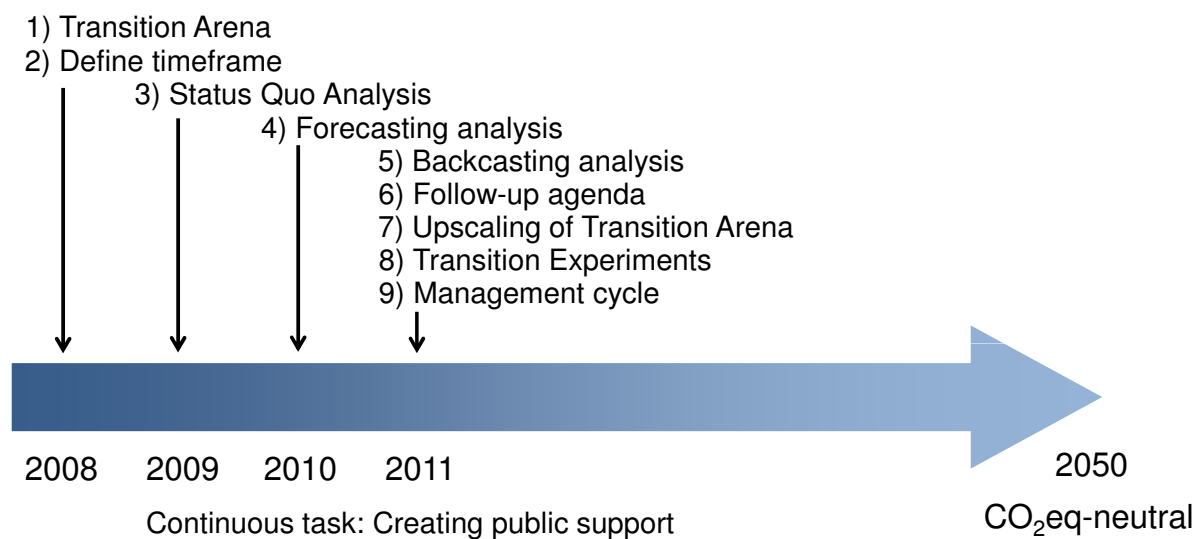 1) Transition Arena
2) Define timeframe
3) Status Quo Analysis
4) Forecasting analysis
5) Backcasting analysis
6) Follow-up agenda
7) Upscaling of Transition Arena
8) Transition Experiments
9) Management cycle
2008 2009 2010 2011 2050
Continuous task: Creating public support
CO₂eq-neutral